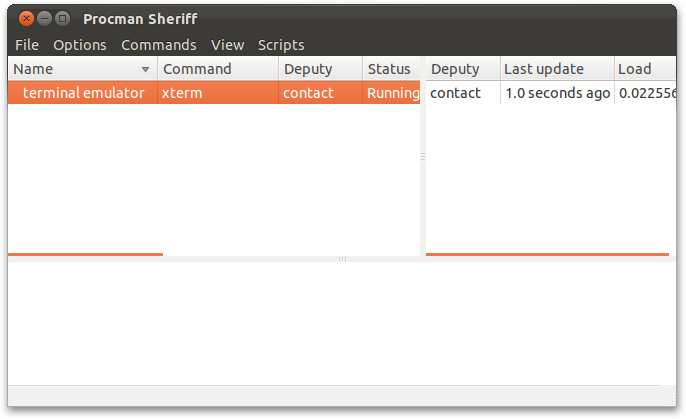 Procman Sheriff
File Options Commands View Scripts
Name Command Deputy Status Deputy Last update Load
terminal emulator xterm contact Running contact 1.0 seconds ago 0.022556